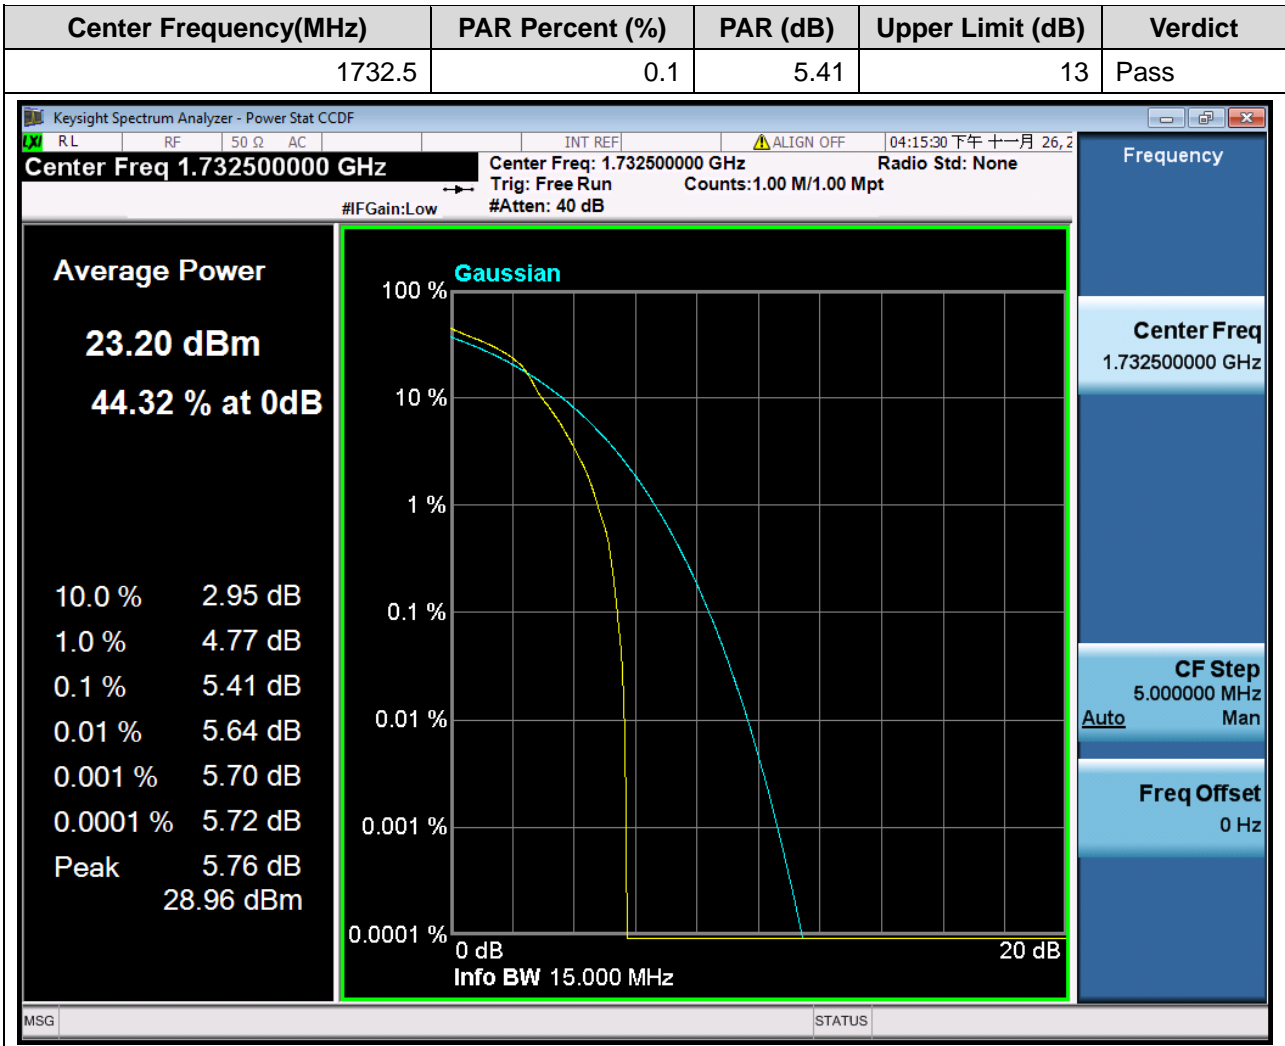 Center Frequency(MHz) PAR Percent (%) PAR (dB) Upper Limit (dB) Verdict
1732.5 0.1 5.41 13 Pass
Keysight Spectrum Analyzer - Power Stat CCDF
LXI RL RF 50 Ω AC INT REF ALIGN OFF 04:15:30 下午 十一月 26, 2
Center Freq 1.732500000 GHz
Center Freq: 1.732500000 GHz Radio Std: None
Trig: Free Run Counts:1.00 M/1.00 Mpt
#IFGain:Low #Atten: 40 dB
Frequency
Average Power
23.20 dBm
44.32 % at 0dB
10.0 % 2.95 dB
1.0 % 4.77 dB
0.1 % 5.41 dB
0.01 % 5.64 dB
0.001 % 5.70 dB
0.0001 % 5.72 dB
Peak 5.76 dB
28.96 dBm
Gaussian
100 %
10 %
1 %
0.1 %
0.01 %
0.001 %
0.0001 %
0 dB 20 dB
Info BW 15.000 MHz
Center Freq
1.732500000 GHz
CF Step
5.000000 MHz
Auto Man
Freq Offset
0 Hz
MSG STATUS